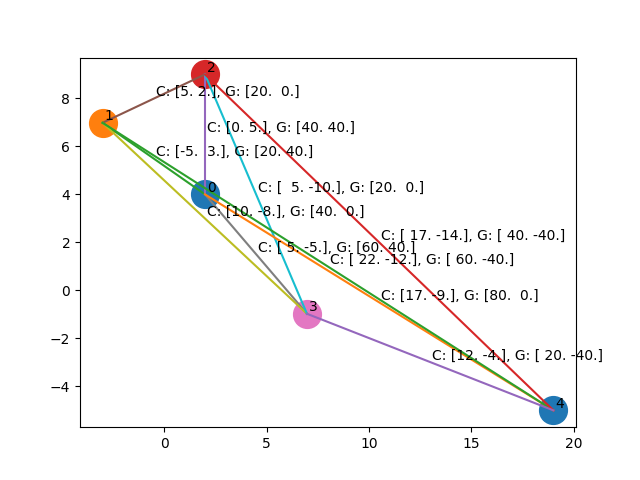 2
C: [5. 2.], G: [20.  0.]
8
1
C: [0. 5.], G: [40. 40.]
6
C: [-5.  3.], G: [20. 40.]
0
C: [  5. -10.], G: [20.  0.]
4
C: [10. -8.], G: [40.  0.]
C: [ 17. -14.], G: [ 40. -40.]
2
C: [ 5. -5.], G: [60. 40.]
C: [ 22. -12.], G: [ 60. -40.]
0
C: [17. -9.], G: [80.  0.]
3
−2
C: [12. -4.], G: [ 20. -40.]
−4
4
0
5
10
15
20